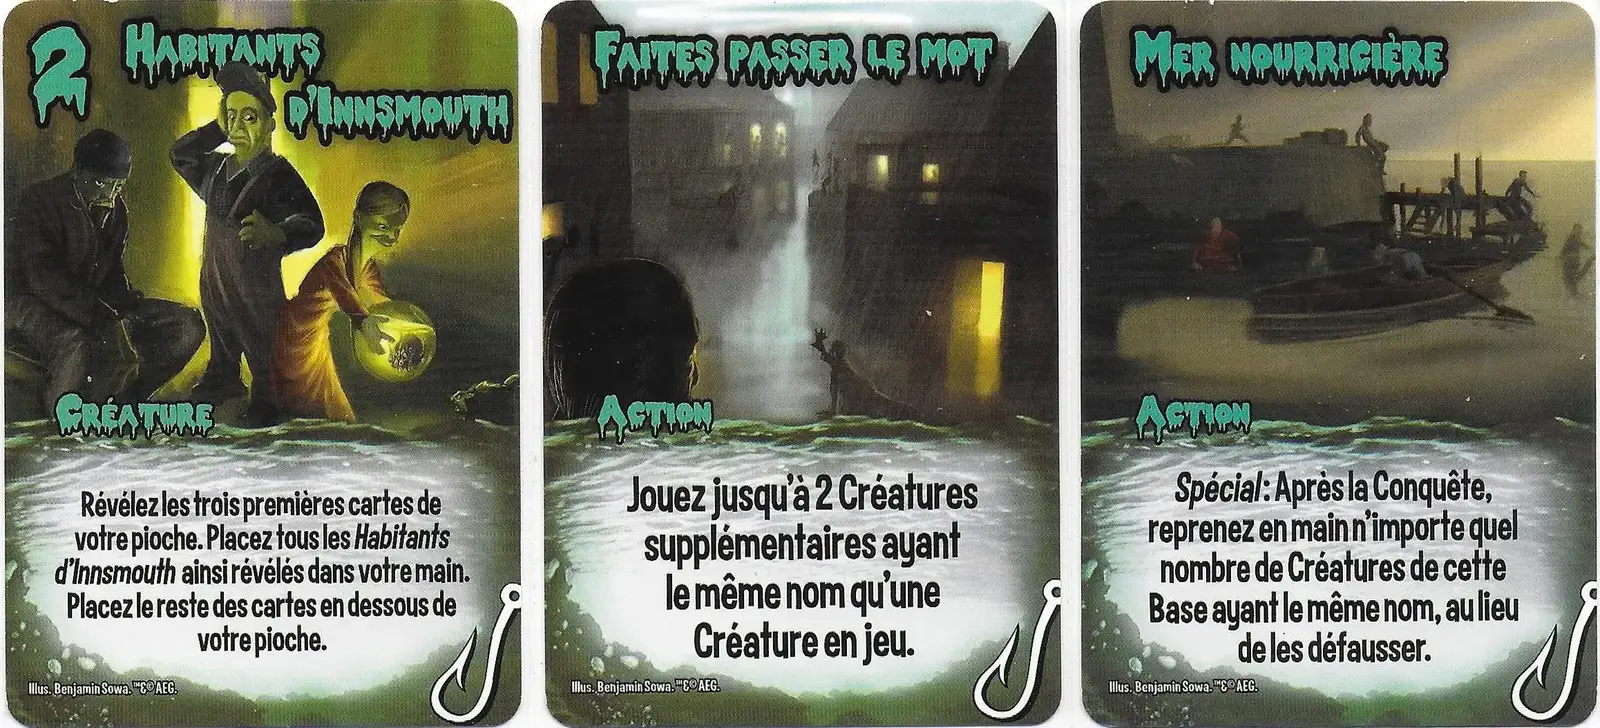 2
Habitants
d'Innsmouth
Créature
Révélez les trois premières cartes de
votre pioche. Placez tous les Habitants
d'Innsmouth ainsi révélés dans votre main.
Placez le reste des cartes en dessous de
votre pioche.
Illus. Benjamin Sowa. ™&©AEG.
Faites passer le mot
Action
Jouez jusqu'à 2 Créatures
supplémentaires ayant
le même nom qu'une
Créature en jeu.
Illus. Benjamin Sowa. ™&©AEG.
Mer nourricière
Action
Spécial : Après la Conquête,
reprenez en main n'importe quel
nombre de Créatures de cette
Base ayant le même nom, au lieu
de les défausser.
Illus. Benjamin Sowa. ™&©AEG.